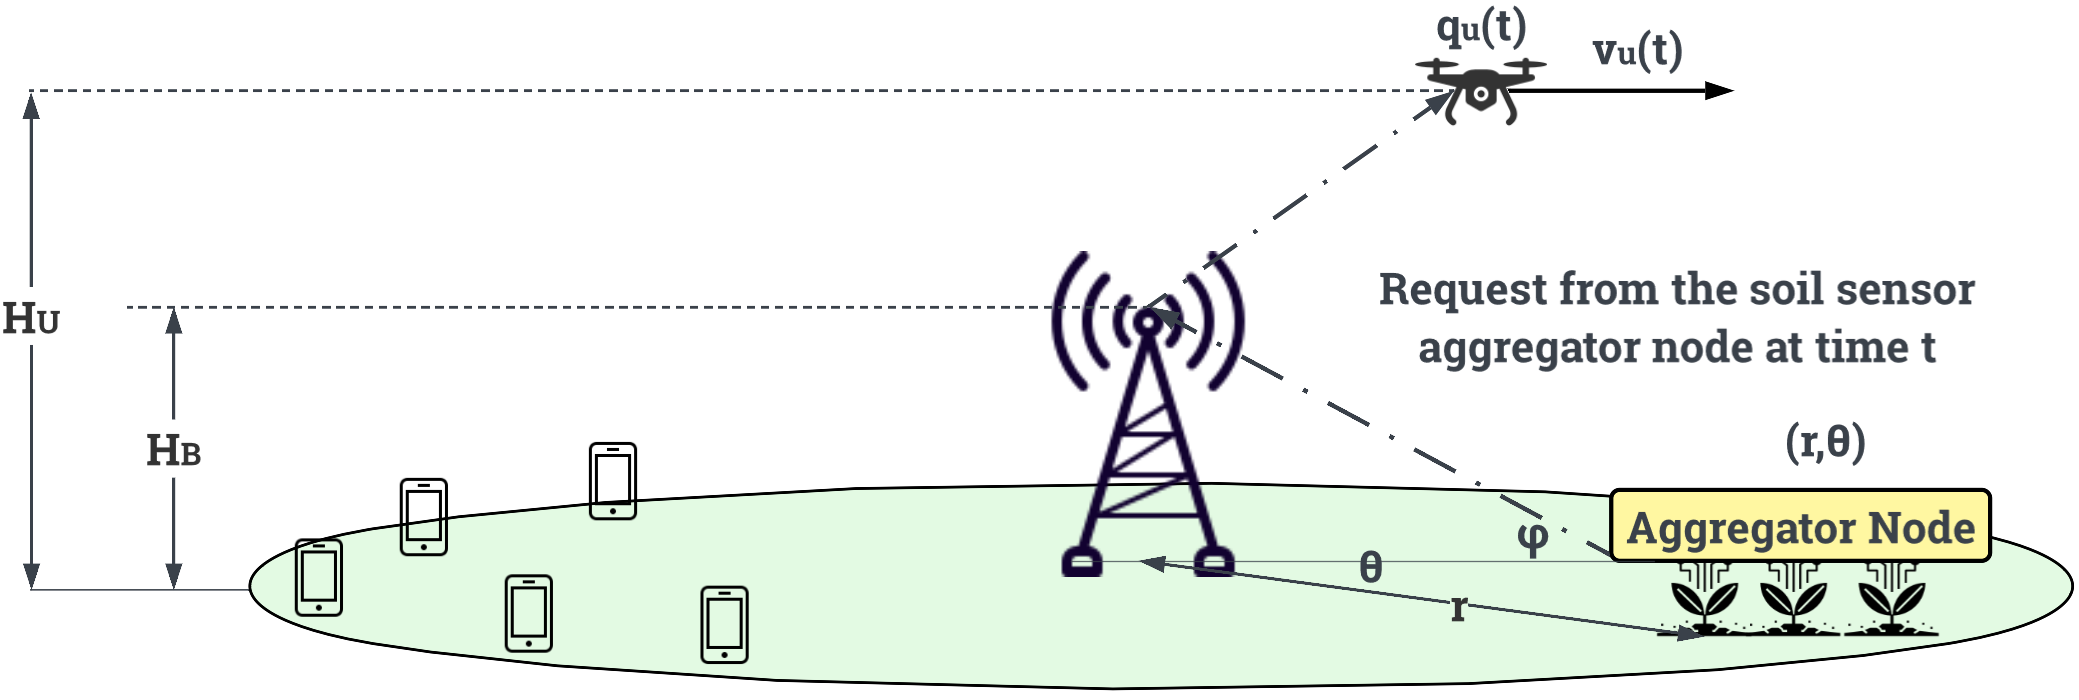 qu(t)
vu(t)
HU
Request from the soil sensor
aggregator node at time t
HB
(r,θ)
Aggregator Node
φ
θ
r